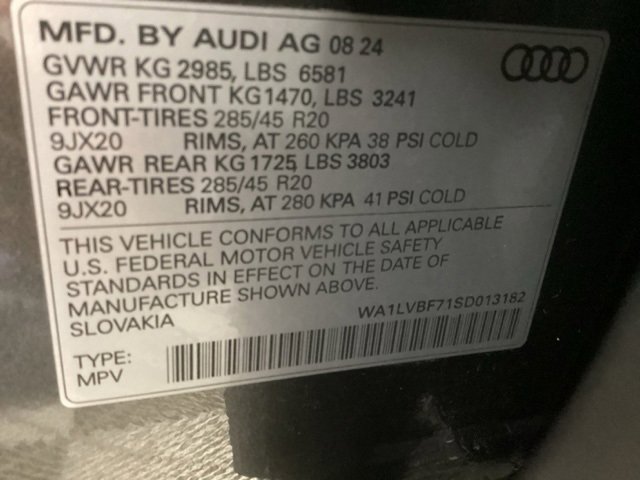 MFD. BY AUDI AG 08 24
GVWR KG 2985, LBS 6581
GAWR FRONT KG1470, LBS 3241
FRONT-TIRES 285/45 R20
9JX20 RIMS, AT 260 KPA 38 PSI COLD
GAWR REAR KG 1725 LBS 3803
REAR-TIRES 285/45 R20
9JX20 RIMS, AT 280 KPA 41 PSI COLD
THIS VEHICLE CONFORMS TO ALL APPLICABLE
U.S. FEDERAL MOTOR VEHICLE SAFETY
STANDARDS IN EFFECT ON THE DATE OF
MANUFACTURE SHOWN ABOVE.
SLOVAKIA
WA1LVBF71SD013182
TYPE:
MPV